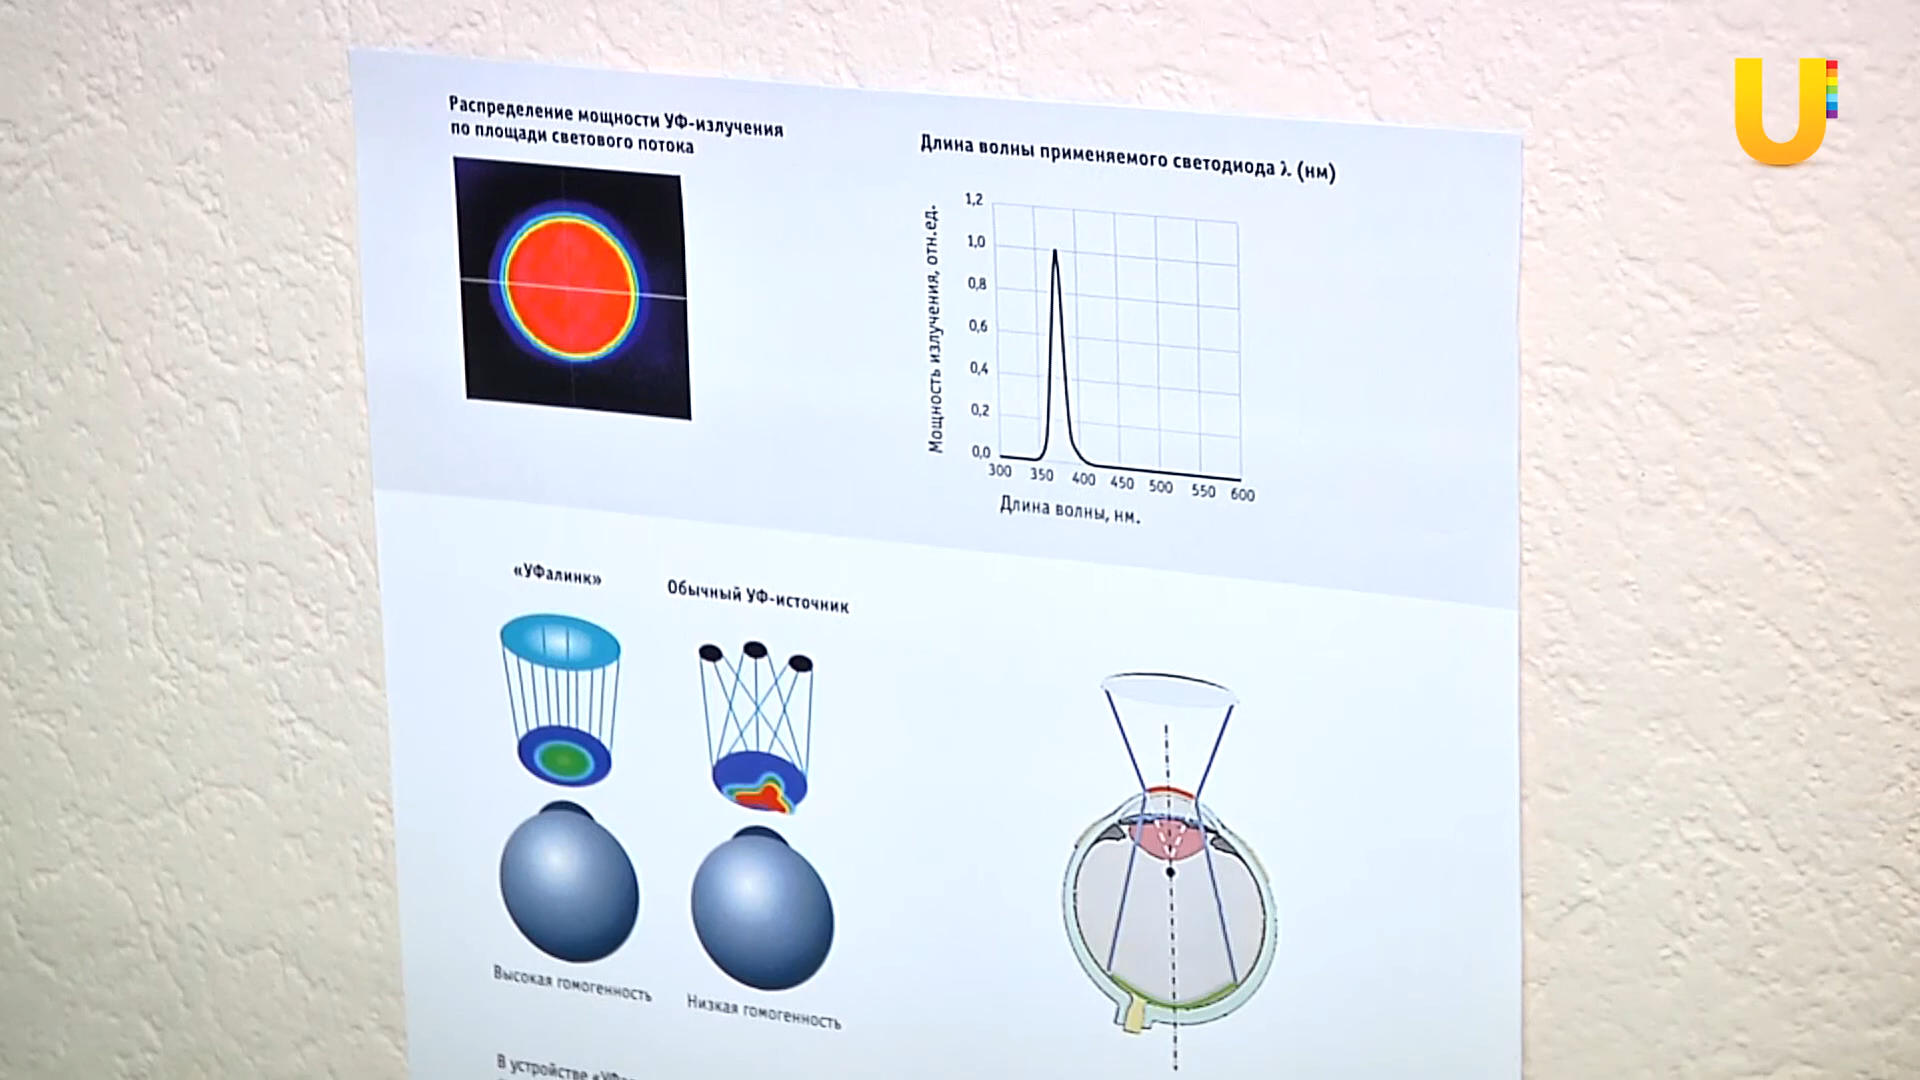 Распределение мощности УФ-излучения
по площади светового потока
Длина волны применяемого светодиода λ (нм)
Мощность излучения, отн.ед.
1,2
1,0
0,8
0,6
0,4
0,2
0,0
300 350 400 450 500 550 600
Длина волны, нм.
«УФалинк»
Обычный УФ-источник
Высокая гомогенность
Низкая гомогенность
В устройстве
U